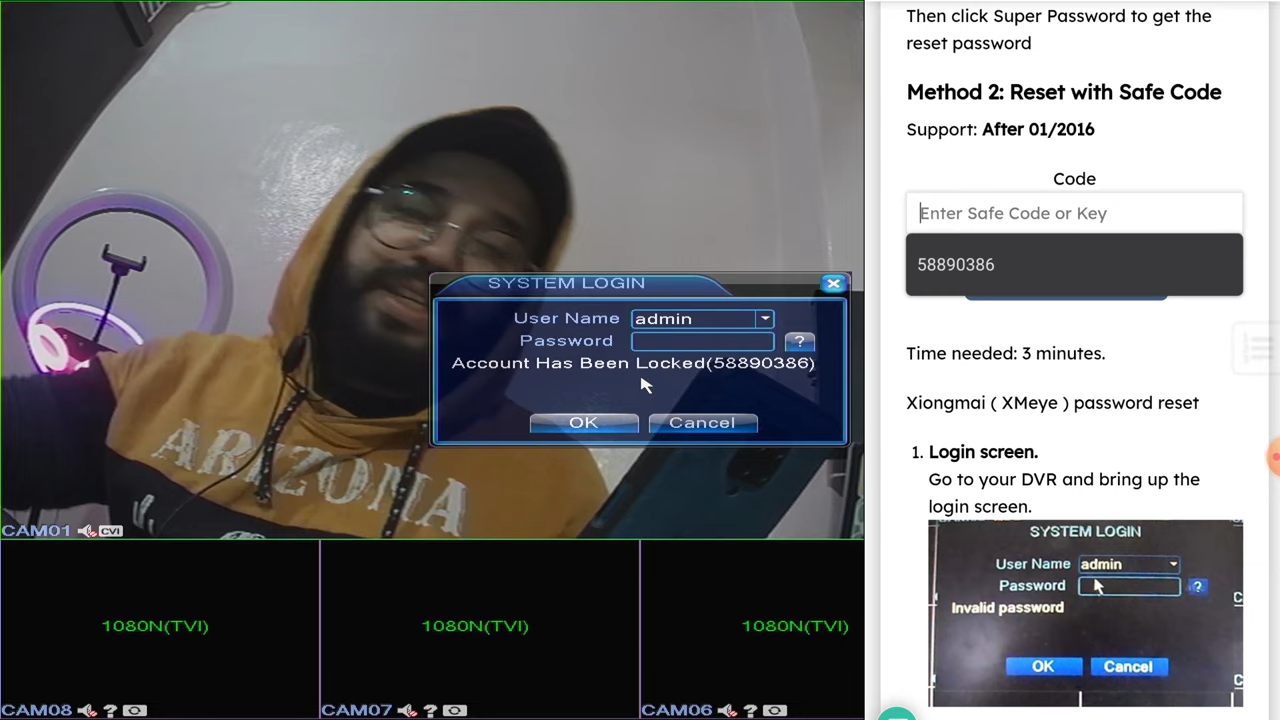 SYSTEM LOGIN
User Name admin
Password ?
Account Has Been Locked(58890386)
OK Cancel
ARIZONA
CAM01 CVI
1080N(TVI) 1080N(TVI) 1080N(TVI)
CAM08 ? CAM07 ? CAM06 ?
Then click Super Password to get the
reset password
Method 2: Reset with Safe Code
Support: After 01/2016
Code
Enter Safe Code or Key
58890386
Time needed: 3 minutes.
Xiongmai ( XMeye ) password reset
1. Login screen.
Go to your DVR and bring up the
login screen.
SYSTEM LOGIN
User Name admin
Password ?
Invalid password
OK Cancel